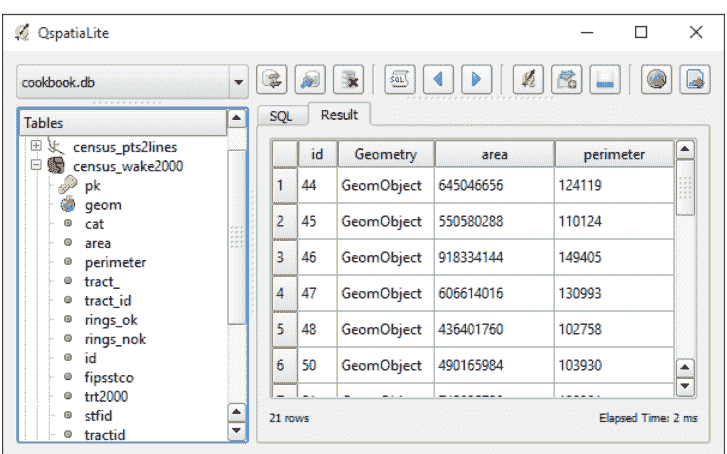 QspatiaLite
cookbook.db
Tables
census_pts2lines
census_wake2000
pk
geom
cat
area
perimeter
tract_
tract_id
rings_ok
rings_nok
id
fipsstco
trt2000
stfid
tractid
SQL
SQL Result
id Geometry area perimeter
1 44 GeomObject 645046656 124119
2 45 GeomObject 550580288 110124
3 46 GeomObject 918334144 149405
4 47 GeomObject 606614016 130993
5 48 GeomObject 436401760 102758
6 50 GeomObject 490165984 103930
21 rows Elapsed Time: 2 ms